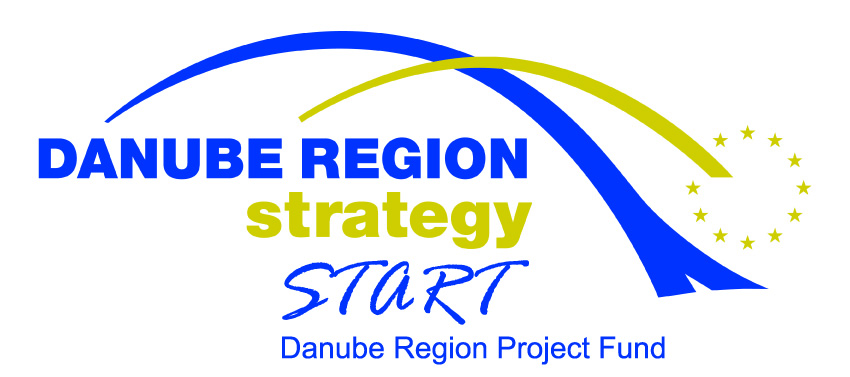 DANUBE REGION
strategy
START
Danube Region Project Fund